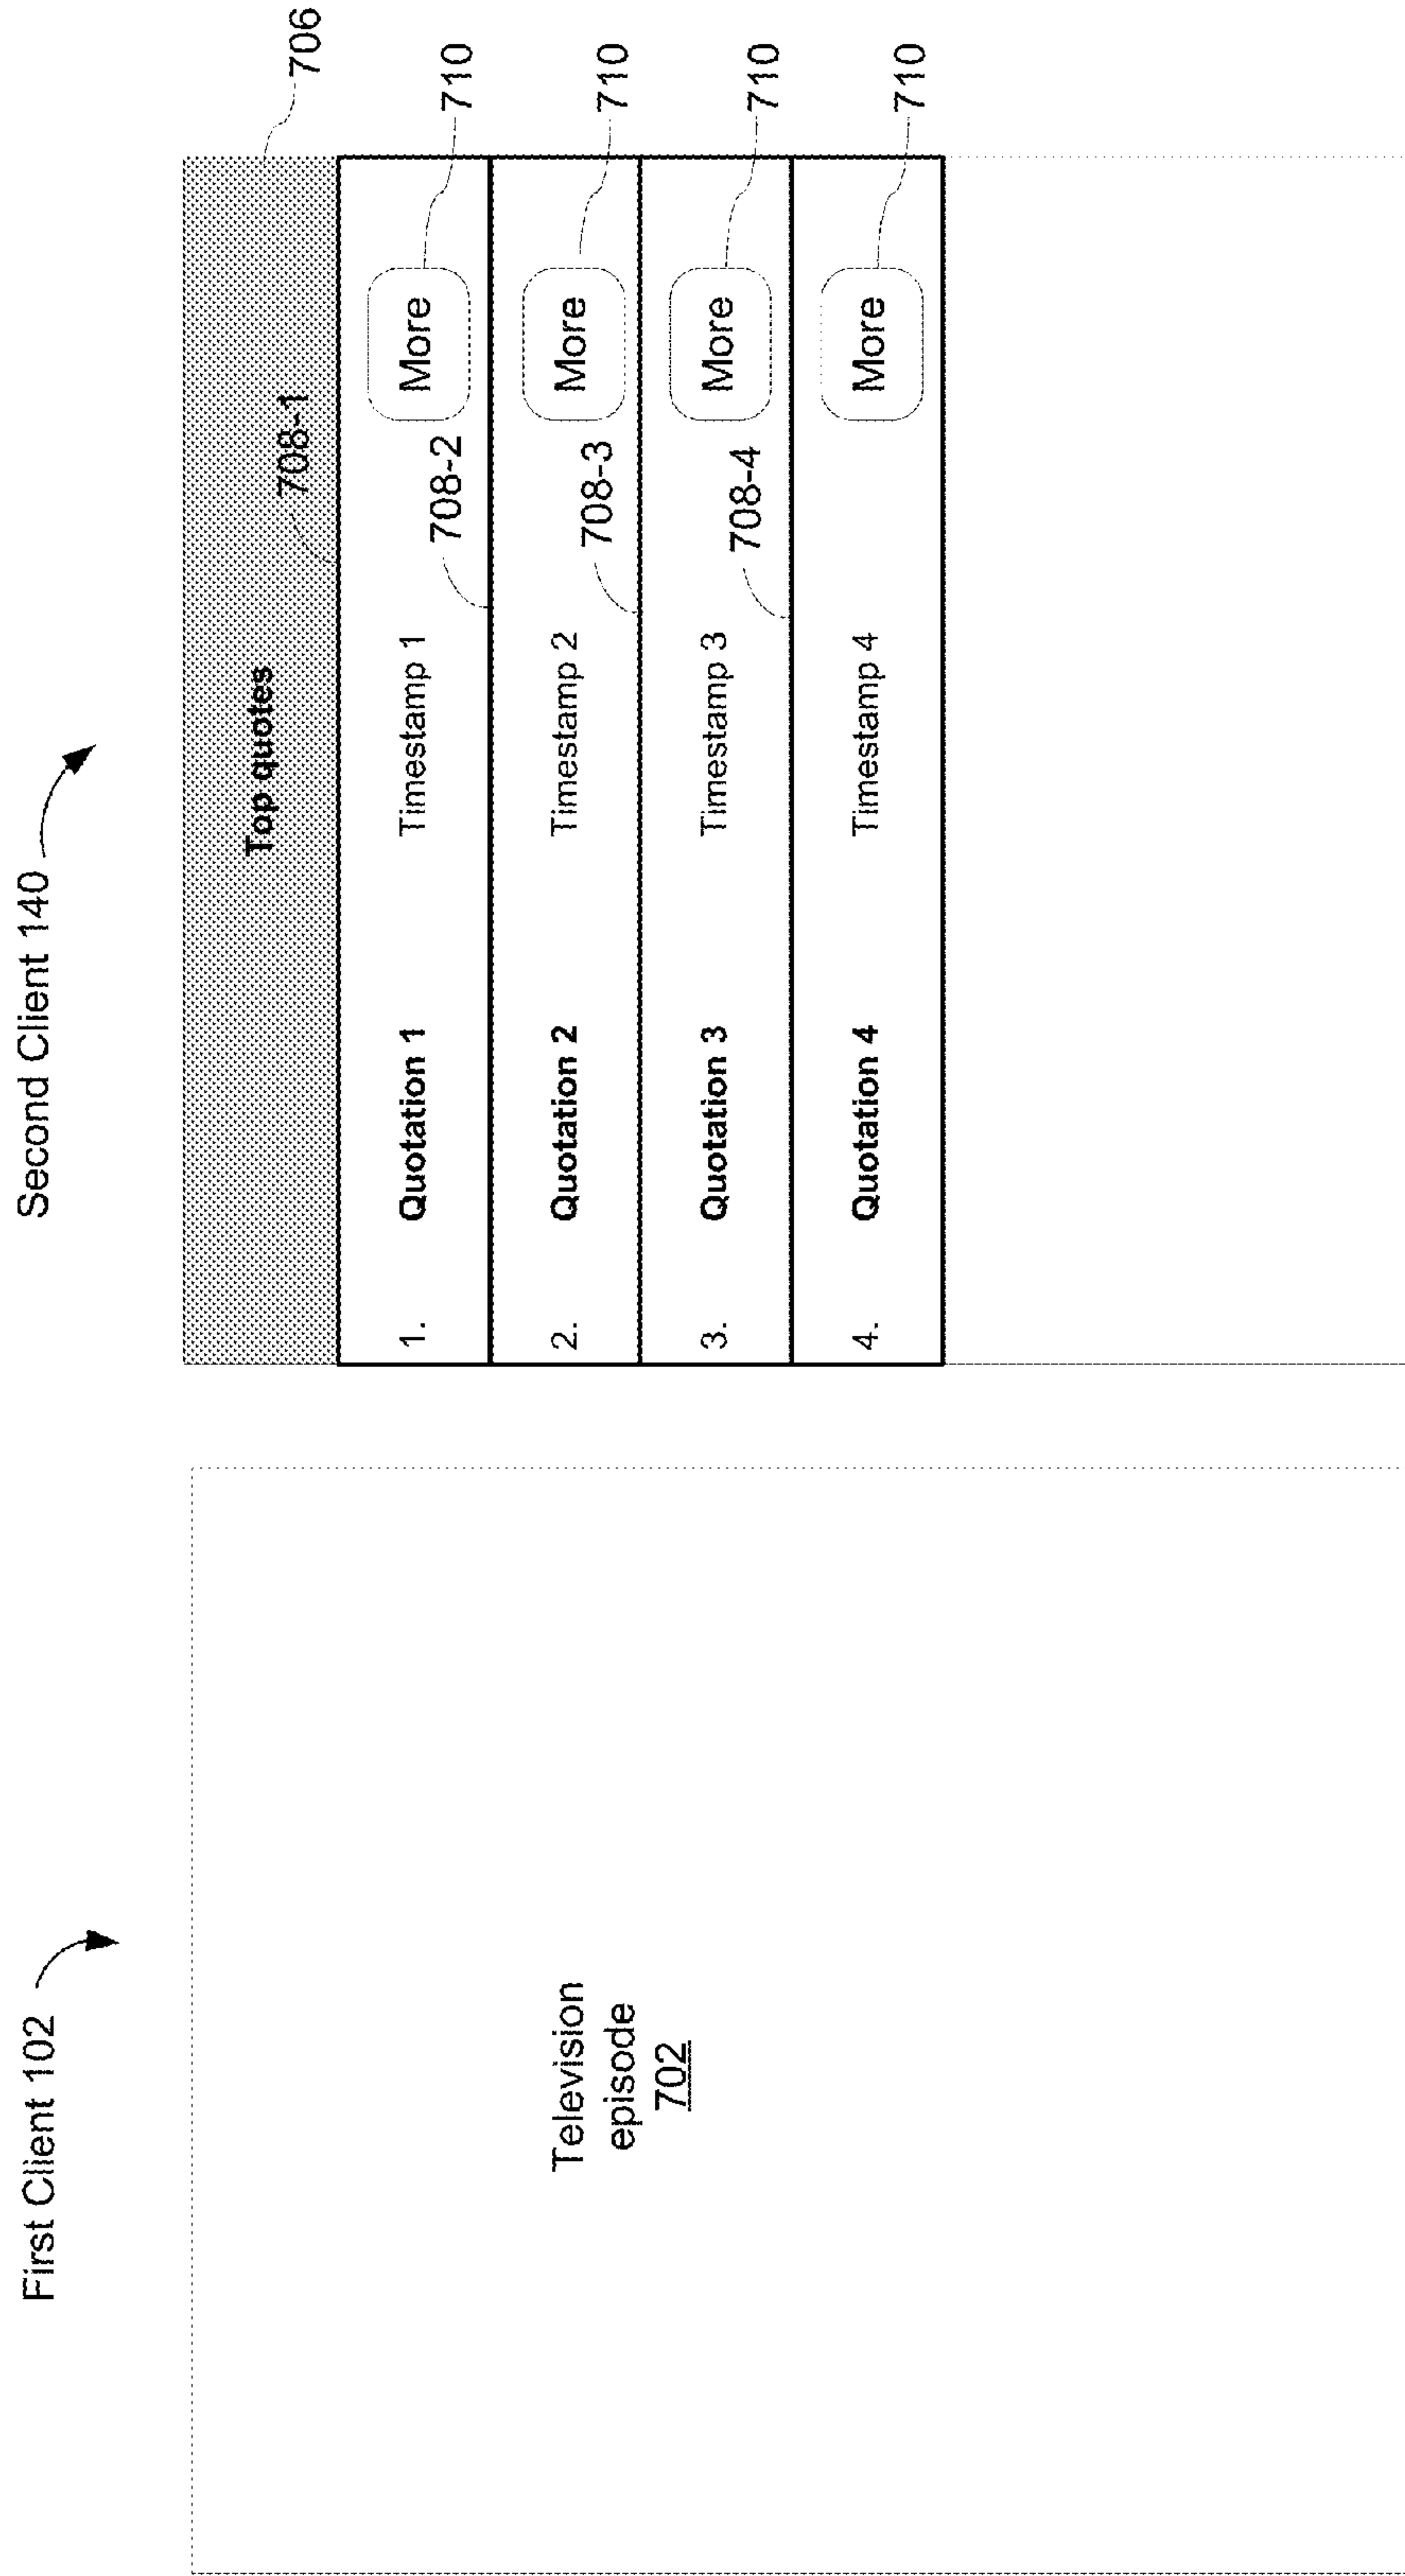 First Client 102
Second Client 140
Television
episode
702
Top quotes
706
708-1
1. Quotation 1 Timestamp 1 More
710
708-2
2. Quotation 2 Timestamp 2 More
710
708-3
3. Quotation 3 Timestamp 3 More
710
708-4
4. Quotation 4 Timestamp 4 More
710